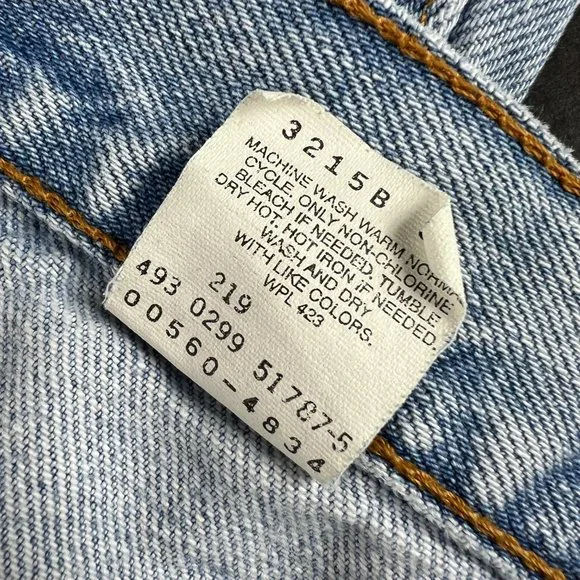 3215B
MACHINE WASH WARM NORMA
CYCLE. ONLY NON-CHLORINE
BLEACH IF NEEDED, TUMBLE
DRY HOT. HOT IRON IF NEEDED.
WASH AND DRY
WITH LIKE COLORS.
WPL 423
219
493 0299 51787-5
00560-4834